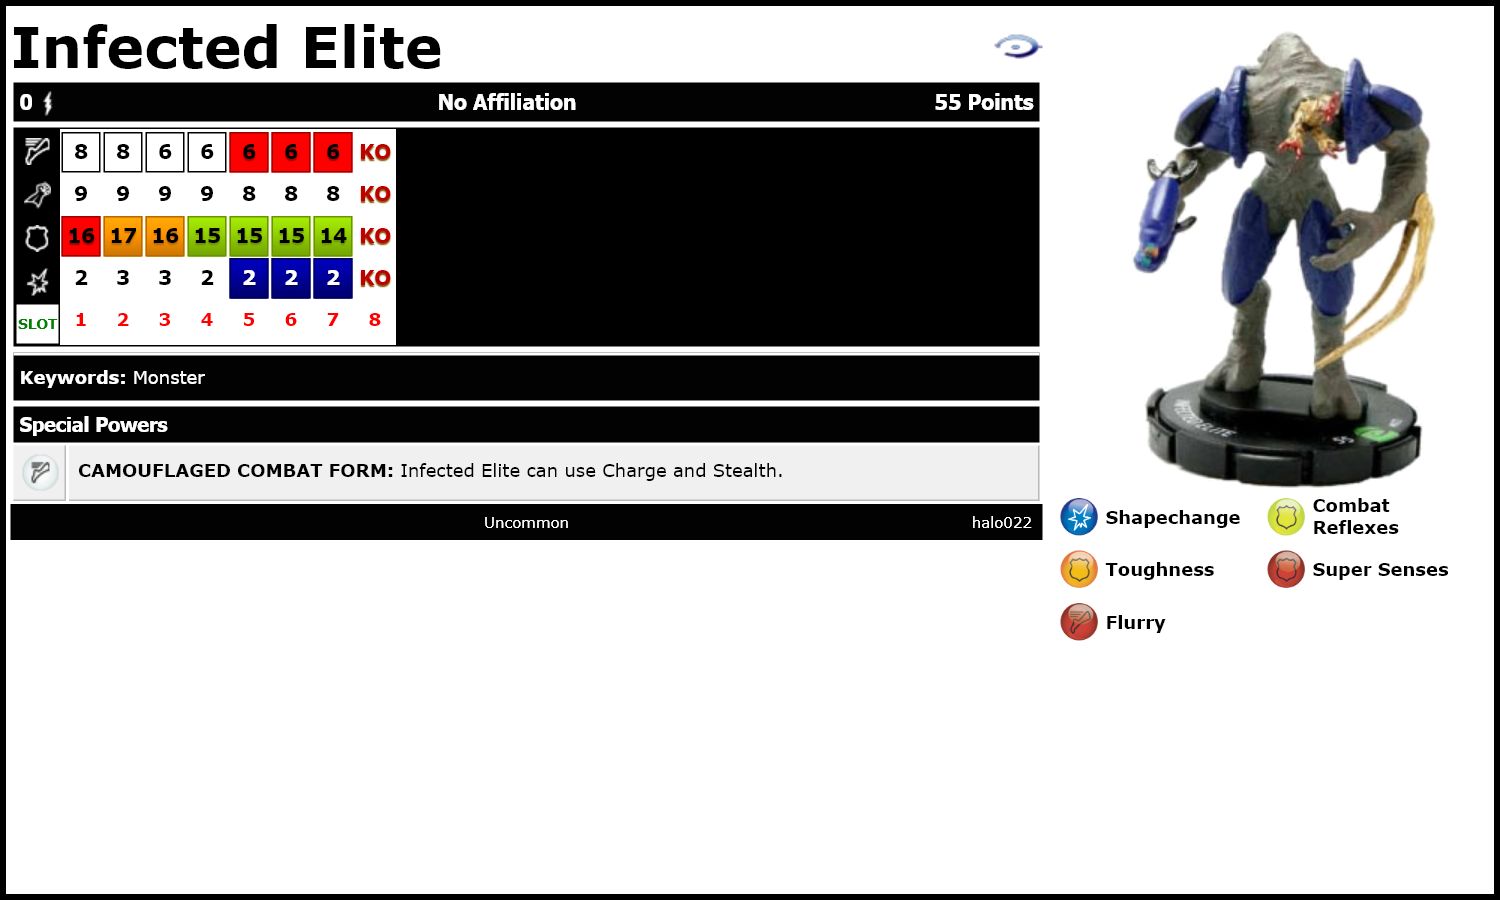 Infected Elite
0 No Affiliation 55 Points
8 8 6 6 6 6 6 KO
9 9 9 9 8 8 8 KO
16 17 16 15 15 15 14 KO
2 3 3 2 2 2 2 KO
SLOT 1 2 3 4 5 6 7 8
Keywords: Monster
Special Powers
CAMOUFLAGED COMBAT FORM: Infected Elite can use Charge and Stealth.
Uncommon halo022
INFECTED ELITE
Shapechange
Combat
Reflexes
Toughness
Super Senses
Flurry